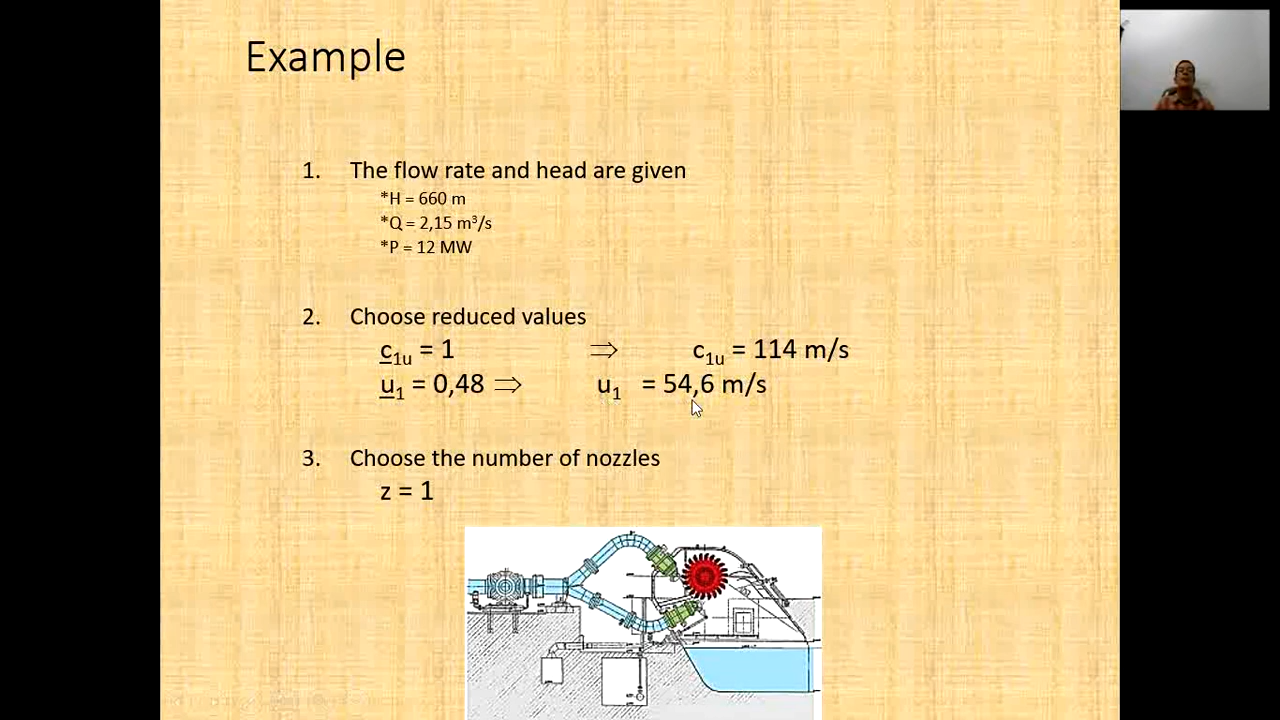 Example
1. The flow rate and head are given
*H = 660 m
*Q = 2,15 m³/s
*P = 12 MW
2. Choose reduced values
c1u = 1 ⇒ c1u = 114 m/s
u1 = 0,48 ⇒ u1 = 54,6 m/s
3. Choose the number of nozzles
z = 1